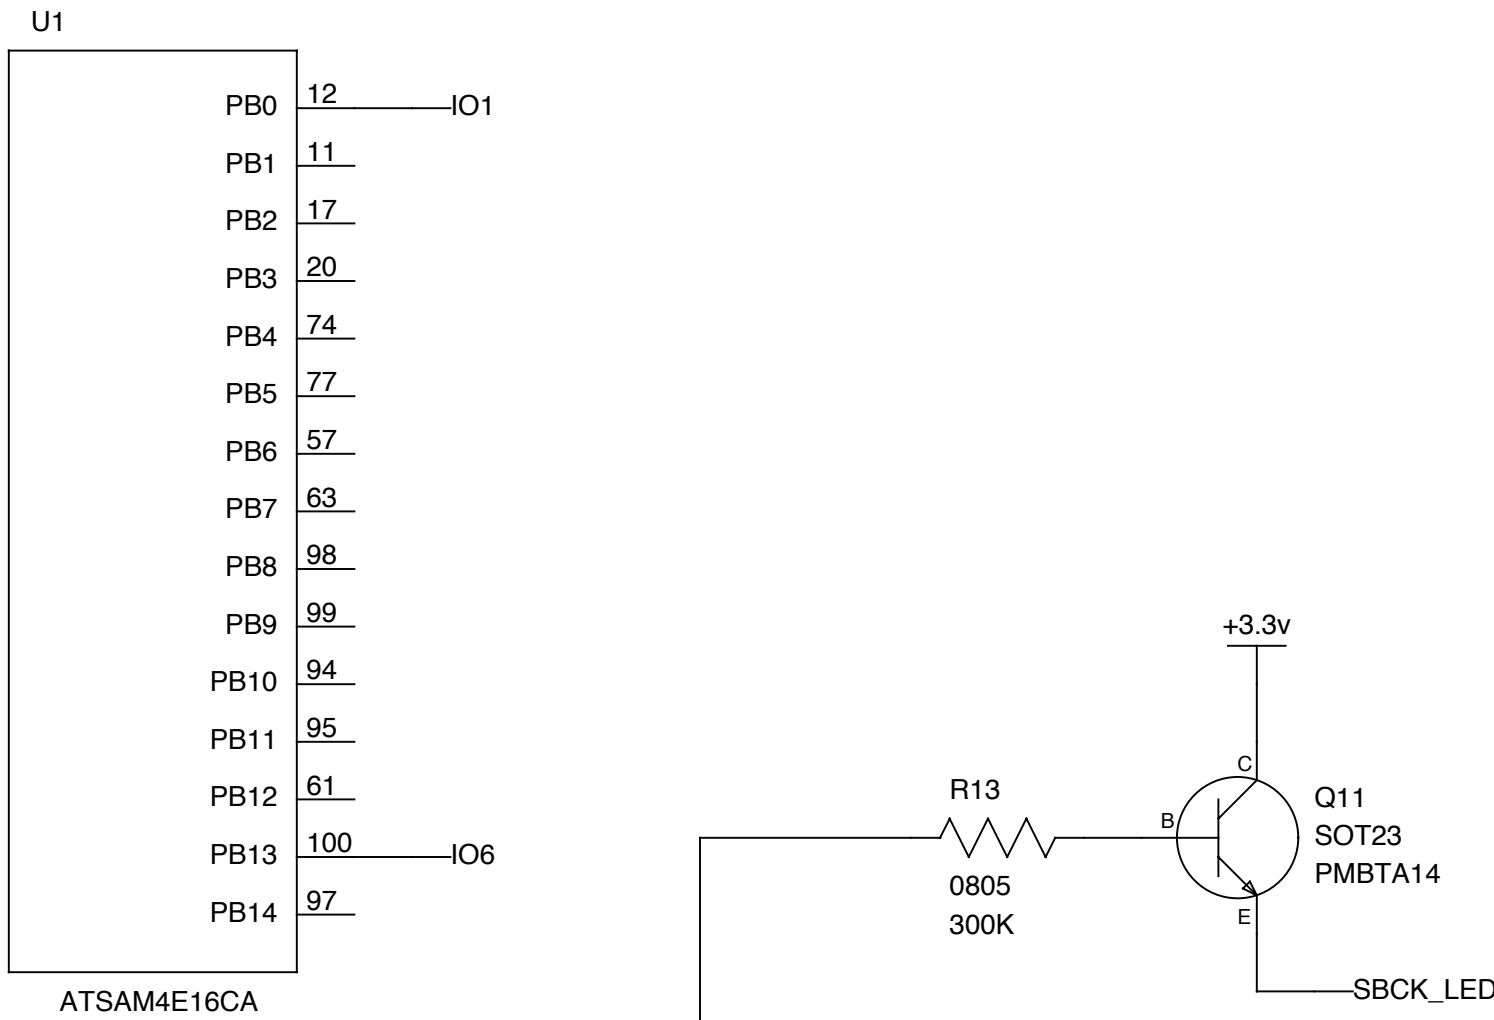 U1
PB0 12 IO1
PB1 11
PB2 17
PB3 20
PB4 74
PB5 77
PB6 57
PB7 63
PB8 98
PB9 99
PB10 94
PB11 95
PB12 61
PB13 100 IO6
PB14 97
ATSAM4E16CA
+3.3v
C
B
E
R13
0805
300K
Q11
SOT23
PMBTA14
SBCK_LED